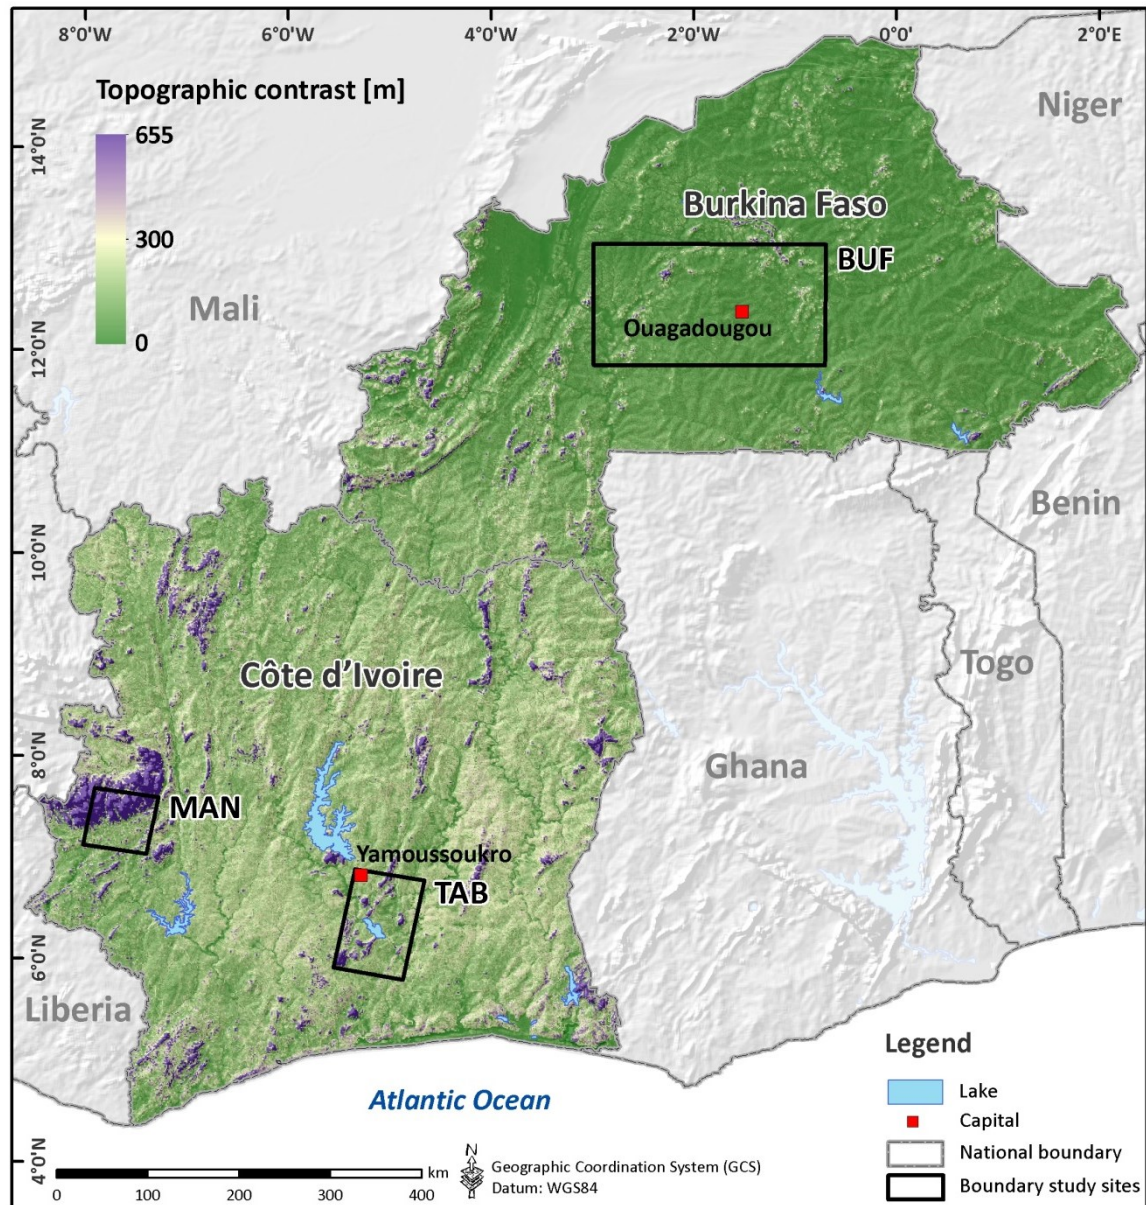 8°0'W
6°0'W
4°0'W
2°0'W
0°0'
2°0'E
14°0'N
12°0'N
10°0'N
8°0'N
6°0'N
4°0'N
Topographic contrast [m]
655
300
0
Niger
Burkina Faso
BUF
Mali
Ouagadougou
Benin
Togo
Côte d'Ivoire
Ghana
MAN
Yamoussoukro
TAB
Liberia
Atlantic Ocean
Legend
Lake
Capital
National boundary
Boundary study sites
km
0 100 200 300 400
N
Geographic Coordination System (GCS)
Datum: WGS84